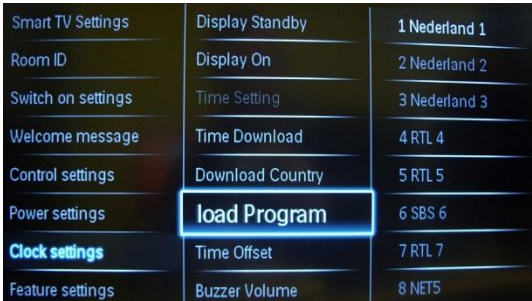 Smart TV Settings
Room ID
Switch on settings
Welcome message
Control settings
Power settings
Clock settings
Feature settings
Display Standby
Display On
Time Setting
Time Download
Download Country
load Program
Time Offset
Buzzer Volume
1 Nederland 1
2 Nederland 2
3 Nederland 3
4 RTL 4
5 RTL 5
6 SBS 6
7 RTL 7
8 NET5